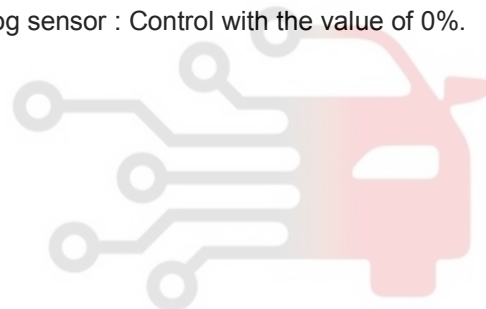 og sensor : Control with the value of 0%.